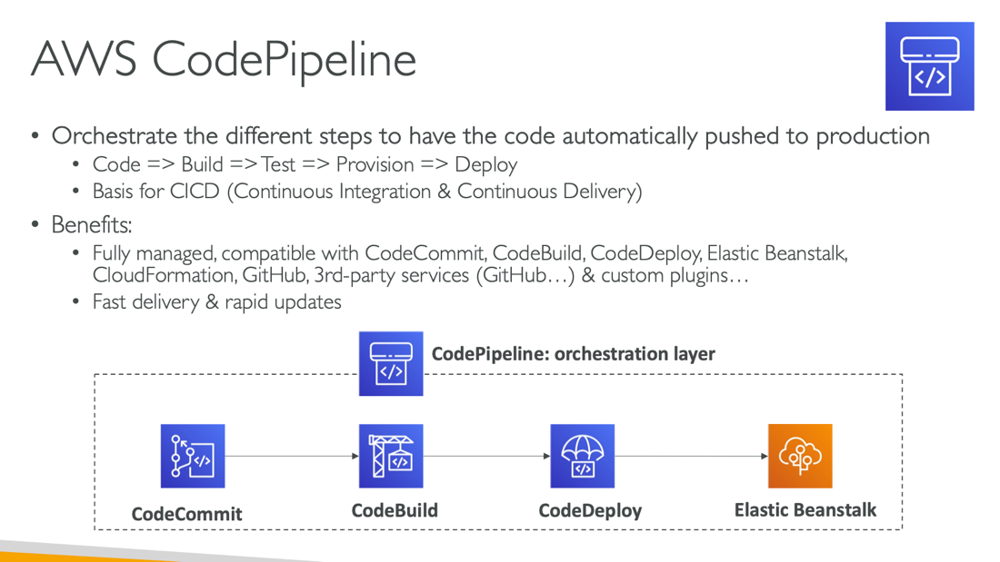 AWS CodePipeline
• Orchestrate the different steps to have the code automatically pushed to production
• Code => Build => Test => Provision => Deploy
• Basis for CICD (Continuous Integration & Continuous Delivery)
• Benefits:
• Fully managed, compatible with CodeCommit, CodeBuild, CodeDeploy, Elastic Beanstalk,
CloudFormation, GitHub, 3rd-party services (GitHub…) & custom plugins…
• Fast delivery & rapid updates
CodePipeline: orchestration layer
CodeCommit
CodeBuild
CodeDeploy
Elastic Beanstalk